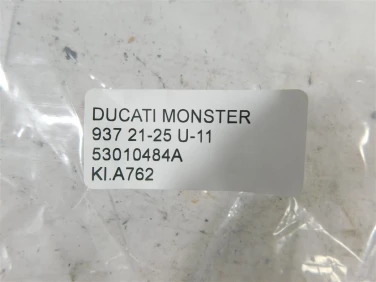 DUCATI MONSTER
937 21-25 U-11
53010484A
KI.A762